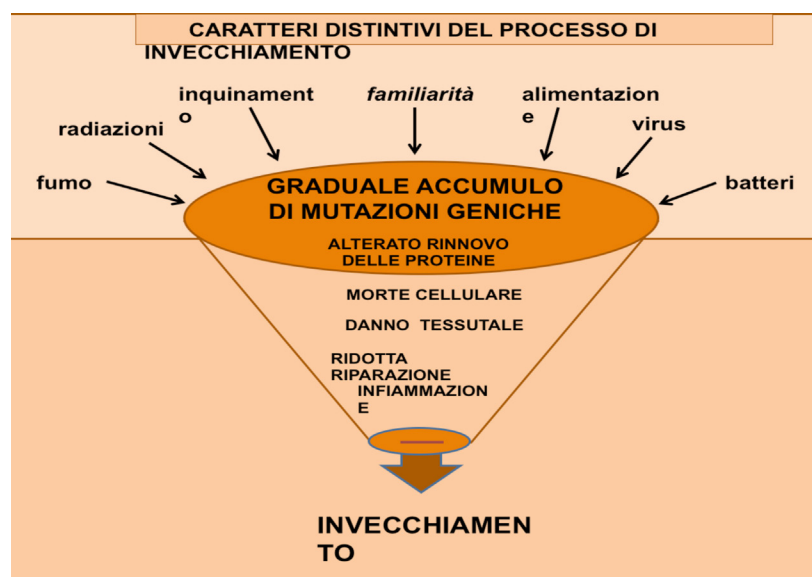 CARATTERI DISTINTIVI DEL PROCESSO DI
INVECCHIAMENTO
inquinament
o
familiarità
alimentazion
e
radiazioni
virus
fumo
batteri
GRADUALE ACCUMULO
DI MUTAZIONI GENICHE
ALTERATO RINNOVO
DELLE PROTEINE
MORTE CELLULARE
DANNO TESSUTALE
RIDOTTA
RIPARAZIONE
INFIAMMAZION
E
INVECCHIAMEN
TO